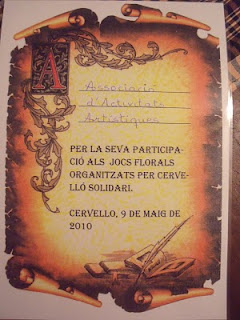 A
Associació
d'Activitats
Artístiques
PER LA SEVA PARTICIPA-
CIÓ ALS JOCS FLORALS
ORGANITZATS PER CERVE-
LLÓ SOLIDARI.
CERVELLO, 9 DE MAIG DE
2010